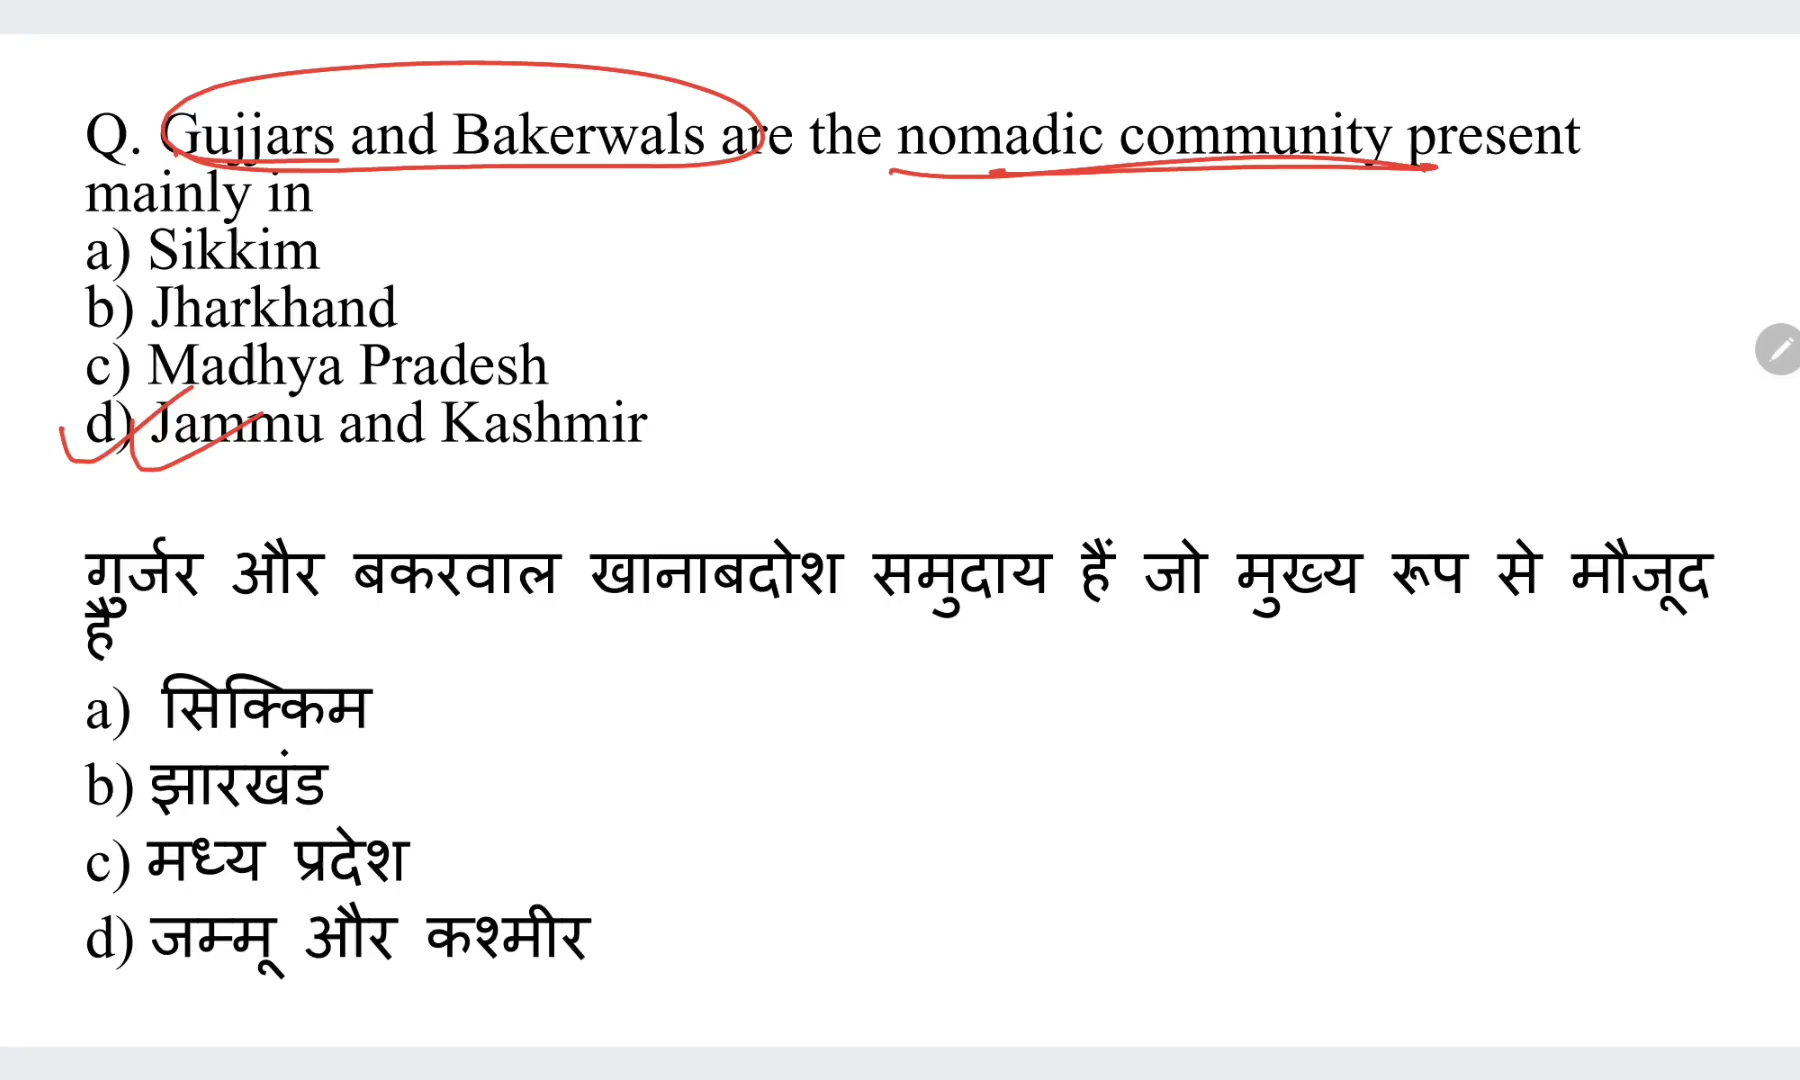 Q. Gujjars and Bakerwals are the nomadic community present
mainly in
a) Sikkim
b) Jharkhand
c) Madhya Pradesh
d) Jammu and Kashmir
गुर्जर और बकरवाल खानाबदोश समुदाय हैं जो मुख्य रूप से मौजूद
हैं
a) सिक्किम
b) झारखंड
c) मध्य प्रदेश
d) जम्मू और कश्मीर